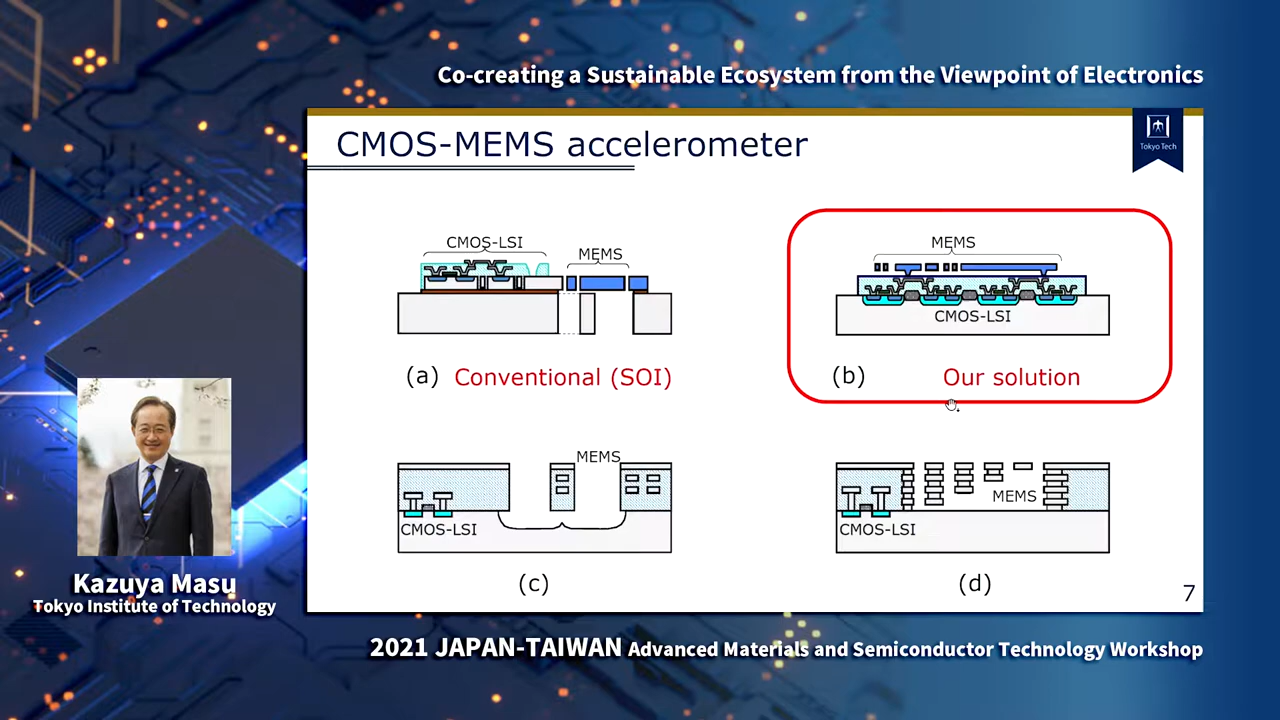 Co-creating a Sustainable Ecosystem from the Viewpoint of Electronics
CMOS-MEMS accelerometer
Tokyo Tech
CMOS-LSI
MEMS
(a) Conventional (SOI)
MEMS
CMOS-LSI
(b) Our solution
MEMS
CMOS-LSI
(c)
MEMS
CMOS-LSI
(d)
7
Kazuya Masu
Tokyo Institute of Technology
2021 JAPAN-TAIWAN Advanced Materials and Semiconductor Technology Workshop